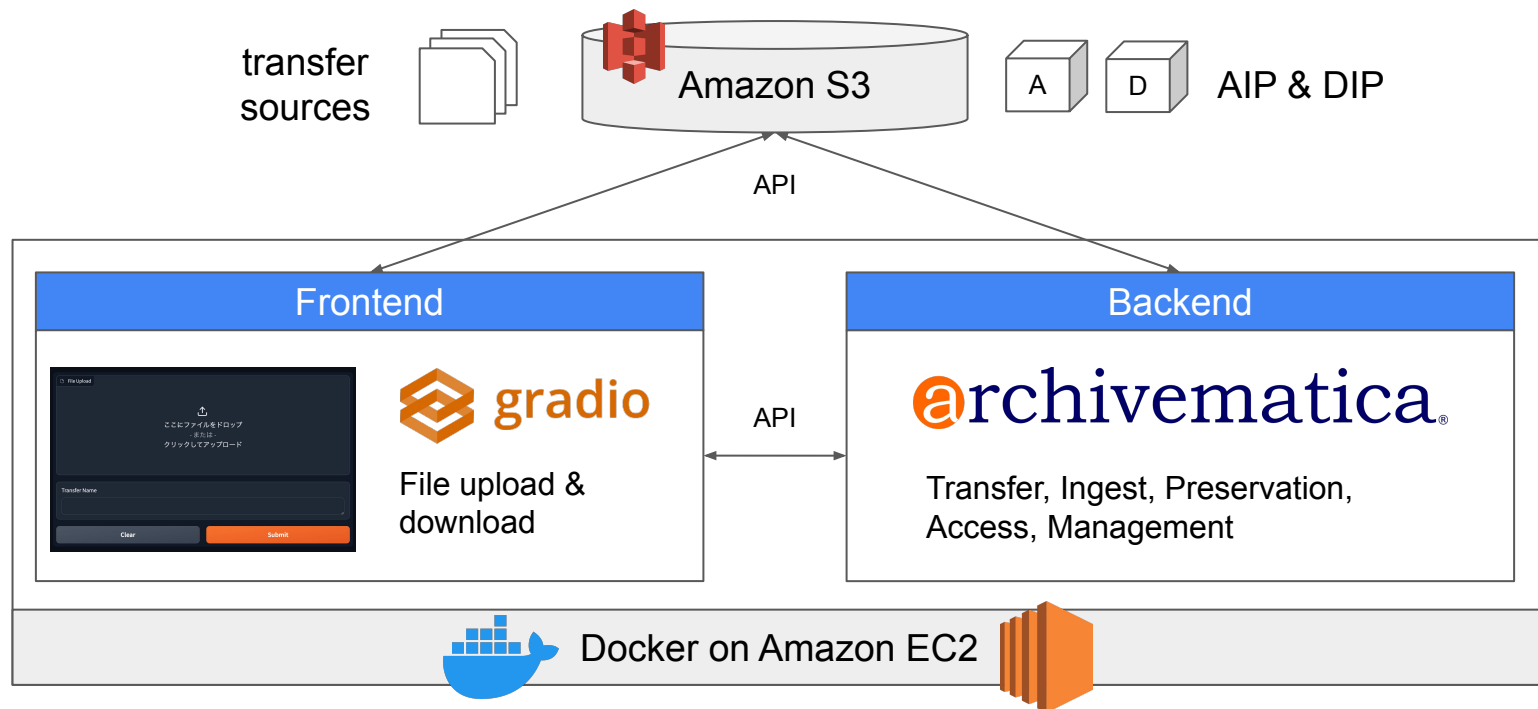 transfer
sources
Amazon S3
A
D
AIP & DIP
API
Frontend
Backend
File Upload
ここにファイルをドロップ
- または -
クリックしてアップロード
Transfer Name
Clear
Submit
gradio
File upload &
download
API
archivematica®
Transfer, Ingest, Preservation,
Access, Management
Docker on Amazon EC2